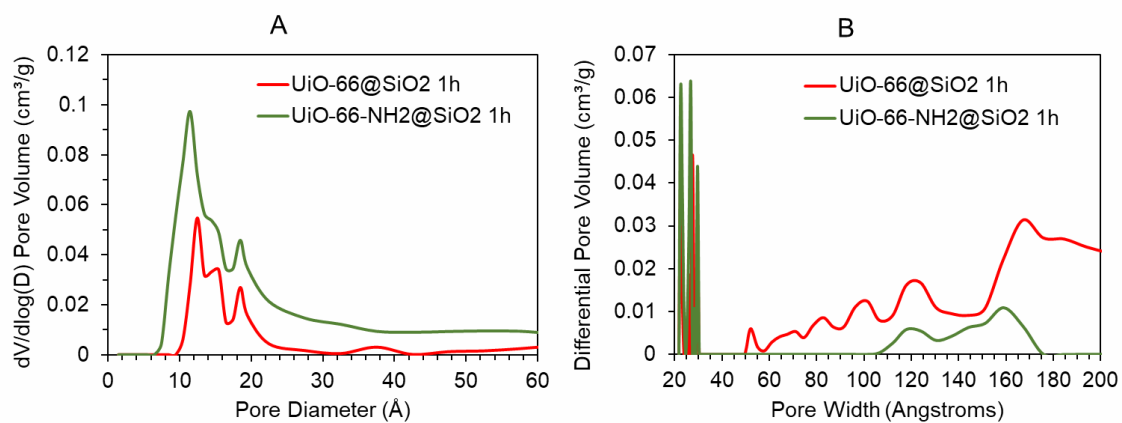 A
dV/dlog(D) Pore Volume (cm³/g)
0.12
0.1
0.08
0.06
0.04
0.02
0
UiO-66@SiO2 1h
UiO-66-NH2@SiO2 1h
0 10 20 30 40 50 60
Pore Diameter (Å)
B
Differential Pore Volume (cm³/g)
0.07
0.06
0.05
0.04
0.03
0.02
0.01
0
UiO-66@SiO2 1h
UiO-66-NH2@SiO2 1h
20 40 60 80 100 120 140 160 180 200
Pore Width (Angstroms)